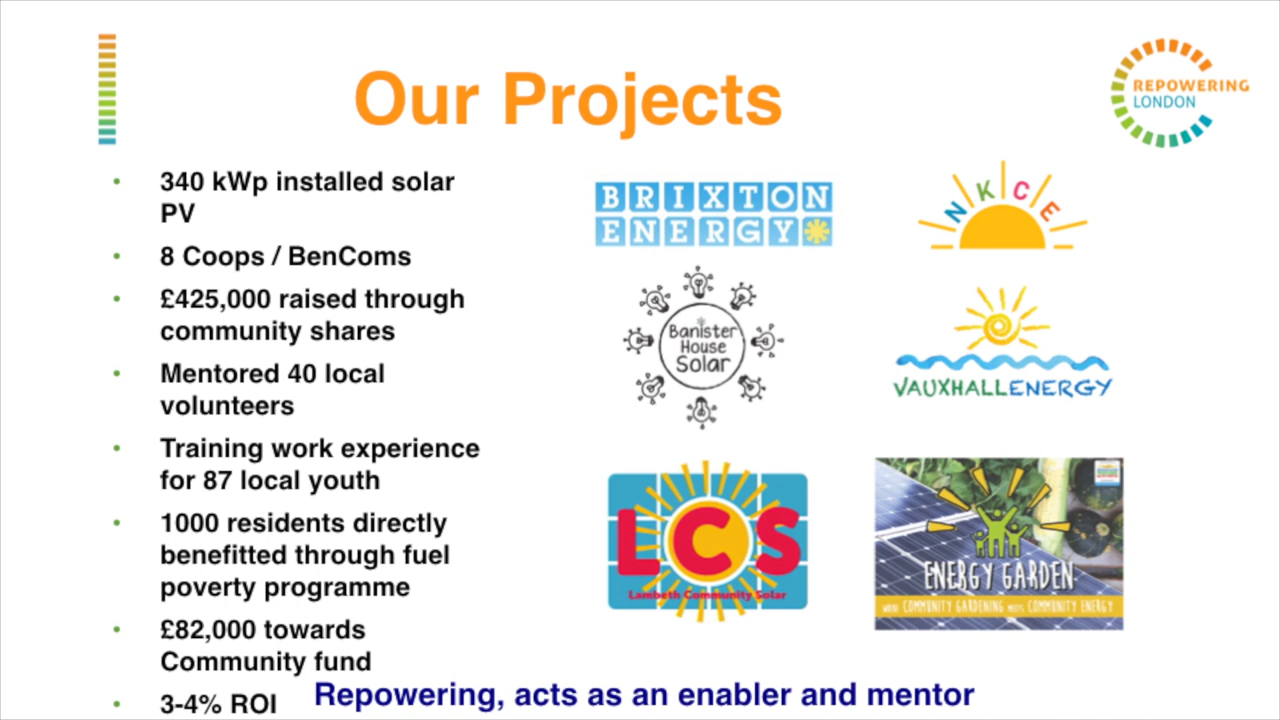 Our Projects
REPOWERING
LONDON
340 kWp installed solar
PV
8 Coops / BenComs
£425,000 raised through
community shares
Mentored 40 local
volunteers
Training work experience
for 87 local youth
1000 residents directly
benefitted through fuel
poverty programme
£82,000 towards
Community fund
3-4% ROI
BRIXTON
ENERGY
NKCE
Banister
House
Solar
VAUXHALLENERGY
LCS
Lambeth Community Solar
ENERGY GARDEN
WHERE COMMUNITY GARDENING MEETS COMMUNITY ENERGY
Repowering, acts as an enabler and mentor